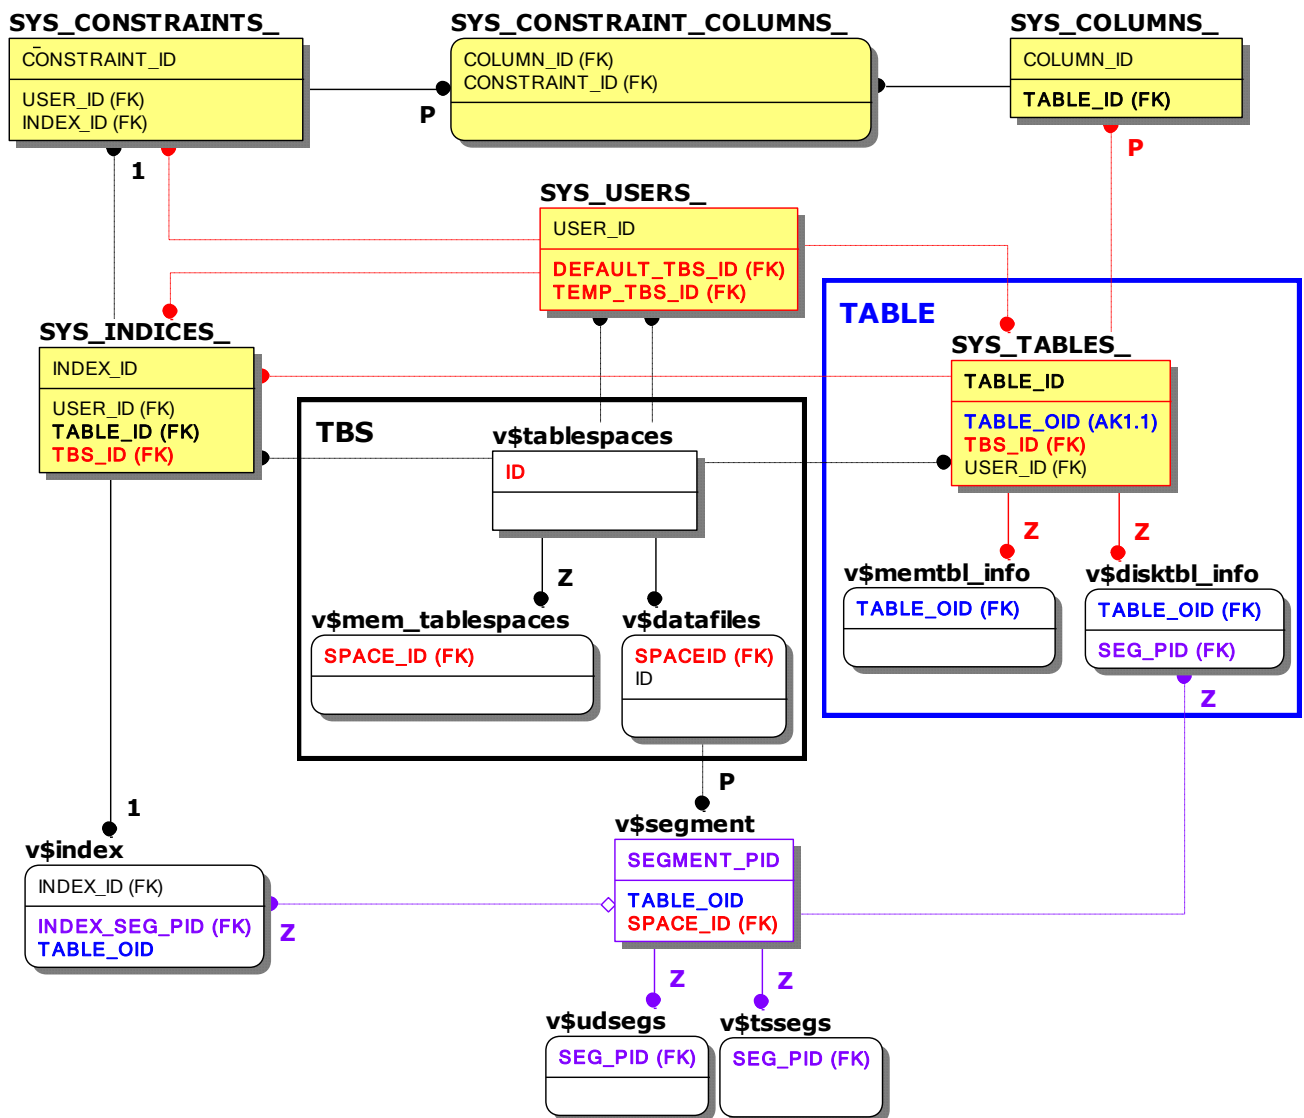 SYS_CONSTRAINTS_
CONSTRAINT_ID
USER_ID (FK)
INDEX_ID (FK)
SYS_CONSTRAINT_COLUMNS_
COLUMN_ID (FK)
CONSTRAINT_ID (FK)
SYS_COLUMNS_
COLUMN_ID
TABLE_ID (FK)
P
1
P
SYS_USERS_
USER_ID
DEFAULT_TBS_ID (FK)
TEMP_TBS_ID (FK)
SYS_INDICES_
INDEX_ID
USER_ID (FK)
TABLE_ID (FK)
TBS_ID (FK)
TABLE
SYS_TABLES_
TABLE_ID
TABLE_OID (AK1.1)
TBS_ID (FK)
USER_ID (FK)
Z
Z
v$memtbl_info
TABLE_OID (FK)
v$disktbl_info
TABLE_OID (FK)
SEG_PID (FK)
Z
TBS
v$tablespaces
ID
Z
v$mem_tablespaces
SPACE_ID (FK)
v$datafiles
SPACEID (FK)
ID
P
1
v$index
INDEX_ID (FK)
INDEX_SEG_PID (FK)
TABLE_OID
Z
v$segment
SEGMENT_PID
TABLE_OID
SPACE_ID (FK)
Z
Z
v$udsegs
SEG_PID (FK)
v$tssegs
SEG_PID (FK)